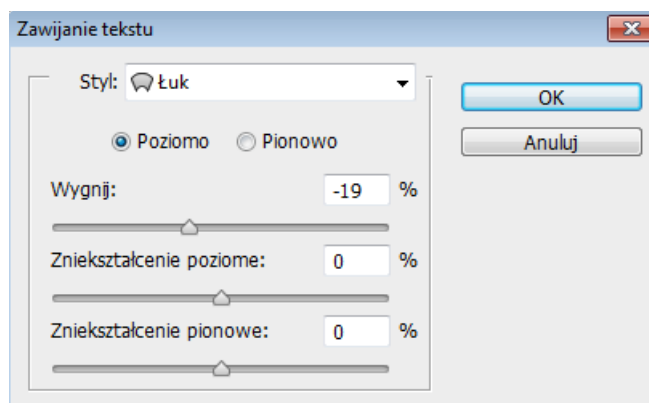 Zawijanie tekstu
Styl: Łuk
Poziomo Pionowo
Wygnij: -19 %
Zniekształcenie poziome: 0 %
Zniekształcenie pionowe: 0 %
OK
Anuluj